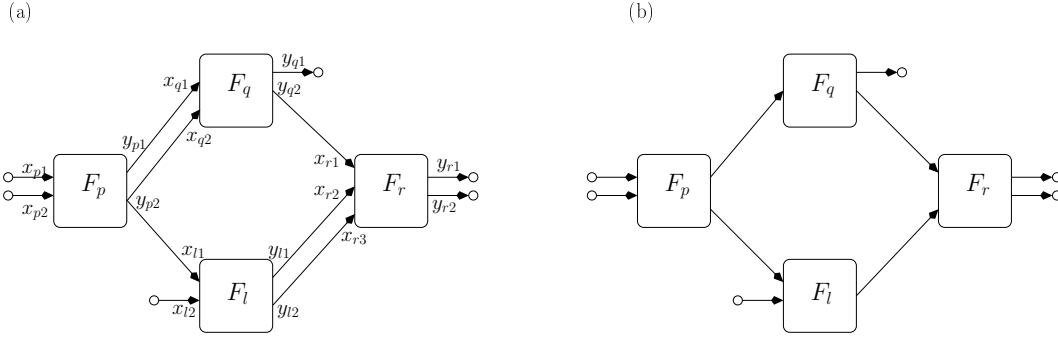 (a)
(b)
x_{q1}
F_q
y_{q1}
y_{q2}
x_{q2}
y_{p1}
x_{p1}
x_{p2}
F_p
y_{p2}
x_{r1}
x_{r2}
x_{r3}
F_r
y_{r1}
y_{r2}
x_{l1}
x_{l2}
F_l
y_{l1}
y_{l2}
F_q
F_p
F_r
F_l